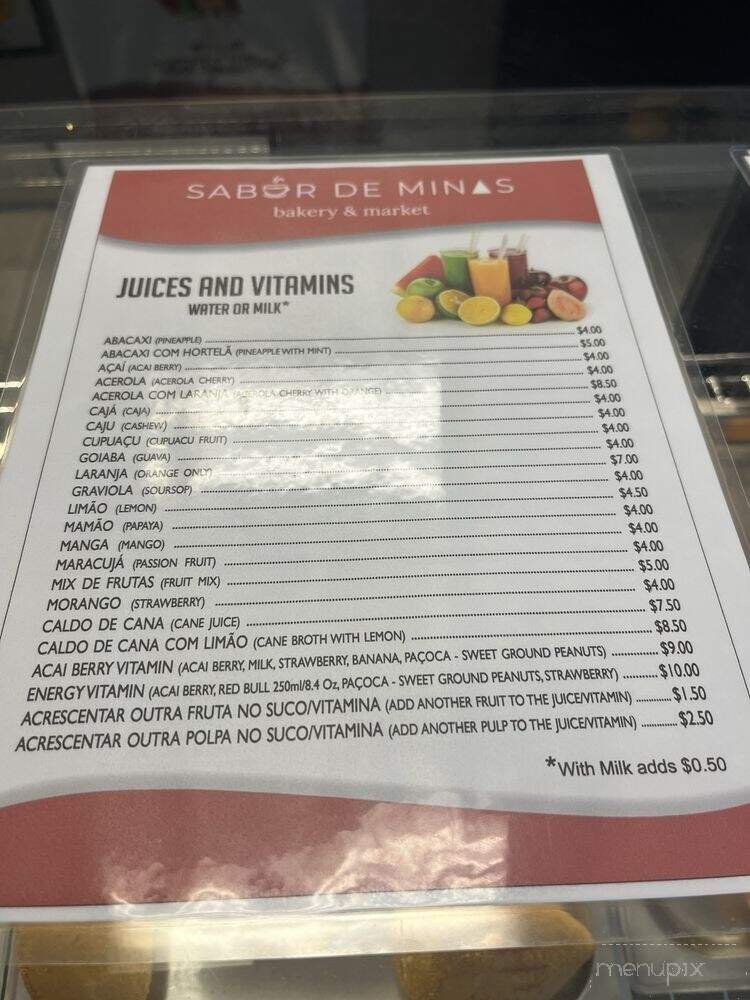 SABOR DE MINAS
bakery & market
JUICES AND VITAMINS
WATER OR MILK*
ABACAXI (PINEAPPLE) $4.00
ABACAXI COM HORTELÃ (PINEAPPLE WITH MINT) $5.00
AÇAÍ (ACAI BERRY) $4.00
ACEROLA (ACEROLA CHERRY) $4.00
ACEROLA COM LARANJA (ACEROLA CHERRY WITH ORANGE) $8.50
CAJÁ (CAJA) $4.00
CAJU (CASHEW) $4.00
CUPUAÇU (CUPUACU FRUIT) $4.00
GOIABA (GUAVA) $4.00
LARANJA (ORANGE ONLY) $7.00
GRAVIOLA (SOURSOP) $4.00
LIMÃO (LEMON) $4.50
MAMÃO (PAPAYA) $4.00
MANGA (MANGO) $4.00
MARACUJÁ (PASSION FRUIT) $4.00
MIX DE FRUTAS (FRUIT MIX) $5.00
MORANGO (STRAWBERRY) $4.00
CALDO DE CANA (CANE JUICE) $7.50
CALDO DE CANA COM LIMÃO (CANE BROTH WITH LEMON) $8.50
ACAI BERRY VITAMIN (ACAI BERRY, MILK, STRAWBERRY, BANANA, PAÇOCA - SWEET GROUND PEANUTS) $9.00
ENERGY VITAMIN (ACAI BERRY, RED BULL 250ml/8.4 Oz, PAÇOCA - SWEET GROUND PEANUTS, STRAWBERRY) $10.00
ACRESCENTAR OUTRA FRUTA NO SUCO/VITAMINA (ADD ANOTHER FRUIT TO THE JUICE/VITAMIN) $1.50
ACRESCENTAR OUTRA POLPA NO SUCO/VITAMINA (ADD ANOTHER PULP TO THE JUICE/VITAMIN) $2.50
*With Milk adds $0.50
menupix